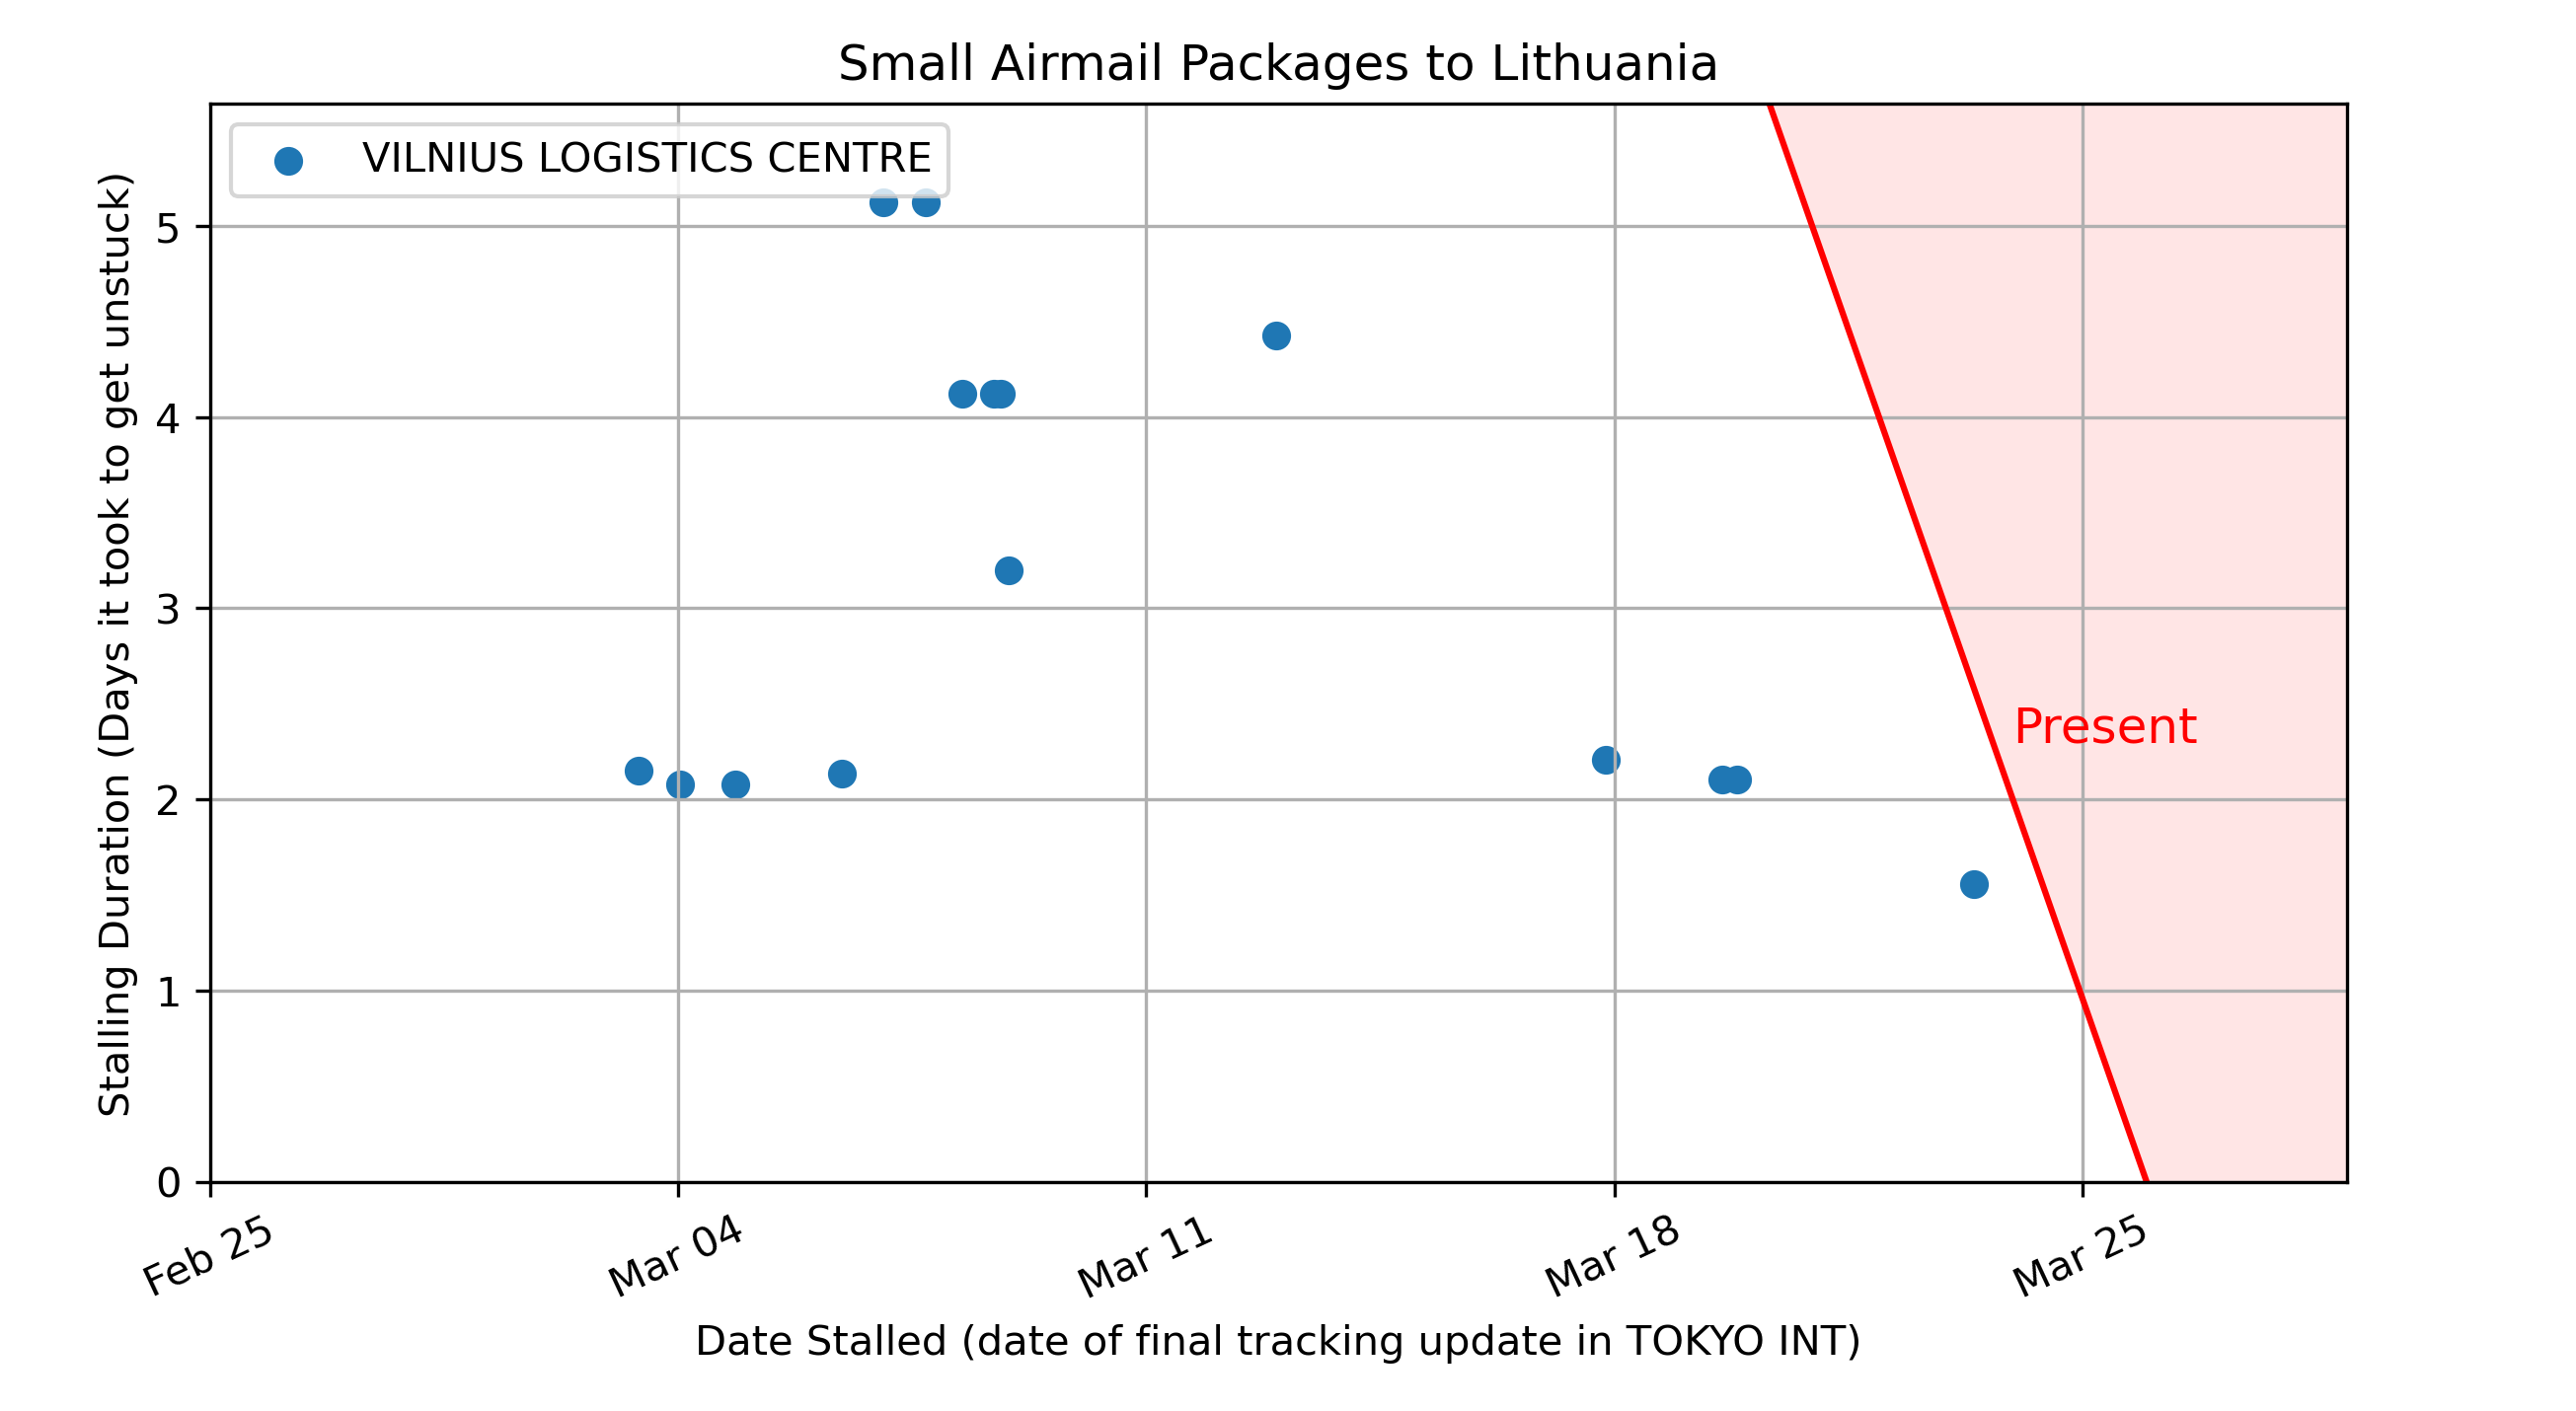 Small Airmail Packages to Lithuania
VILNIUS LOGISTICS CENTRE
Stalling Duration (Days it took to get unstuck)
5
4
3
2
1
0
Present
Feb 25
Mar 04
Mar 11
Mar 18
Mar 25
Date Stalled (date of final tracking update in TOKYO INT)